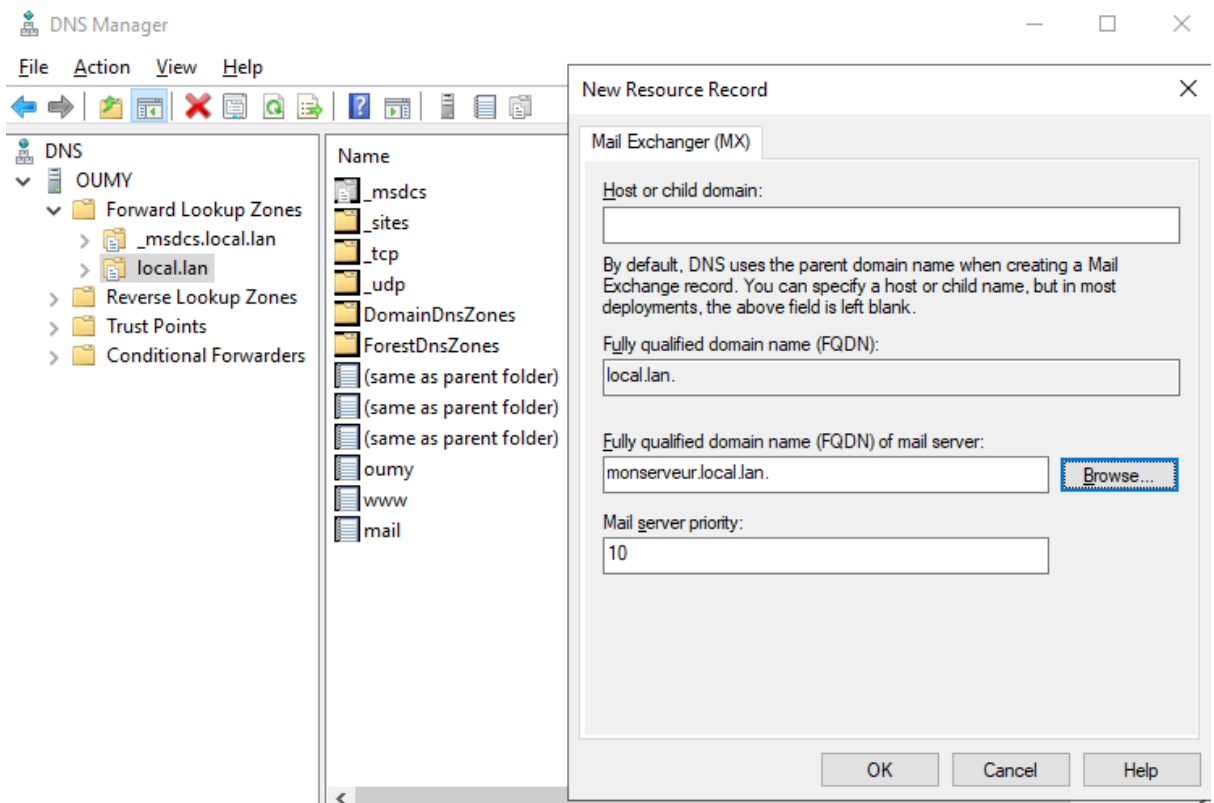 DNS Manager
File Action View Help
DNS
OUMY
Forward Lookup Zones
_msdcs.local.lan
local.lan
Reverse Lookup Zones
Trust Points
Conditional Forwarders
Name
_msdcs
_sites
_tcp
_udp
DomainDnsZones
ForestDnsZones
(same as parent folder)
(same as parent folder)
(same as parent folder)
oumy
www
mail
New Resource Record
Mail Exchanger (MX)
Host or child domain:
By default, DNS uses the parent domain name when creating a Mail
Exchange record. You can specify a host or child name, but in most
deployments, the above field is left blank.
Fully qualified domain name (FQDN):
local.lan.
Fully qualified domain name (FQDN) of mail server:
monserveur.local.lan.
Browse...
Mail server priority:
10
OK Cancel Help